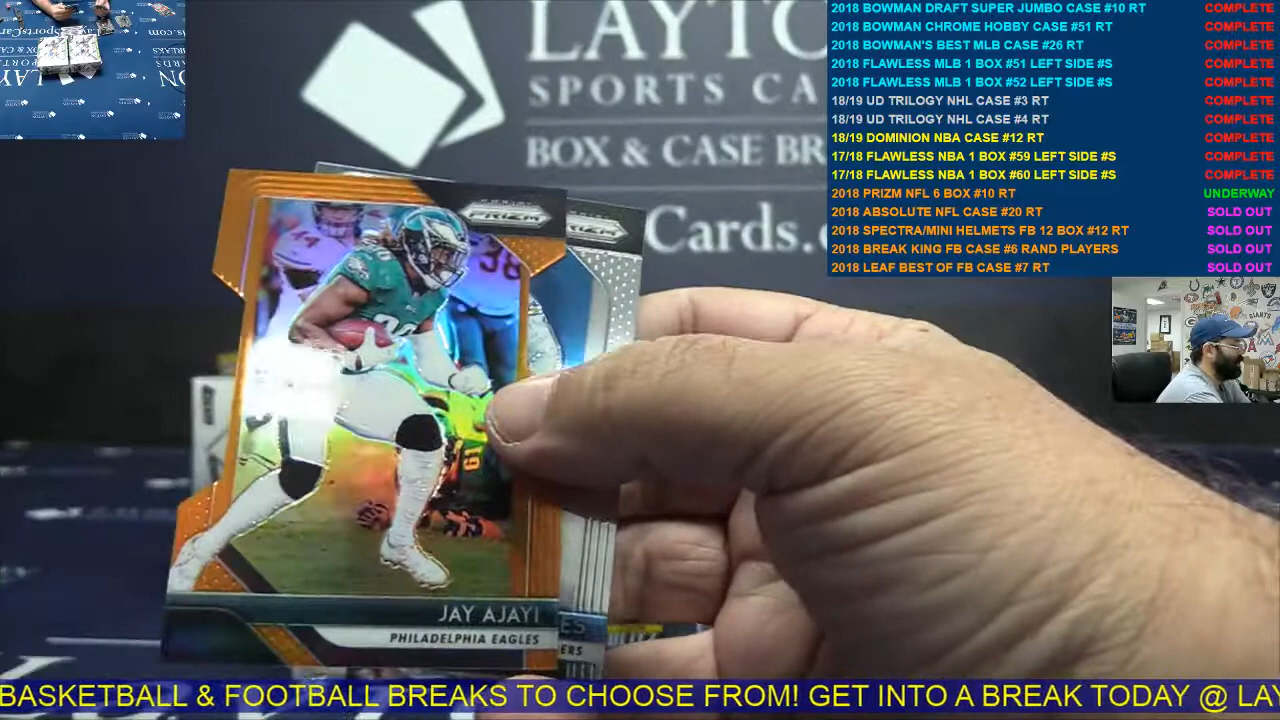 LAYTO
SPORTS CA
BOX & CASE BR
Cards.
2018 BOWMAN DRAFT SUPER JUMBO CASE #10 RT COMPLETE
2018 BOWMAN CHROME HOBBY CASE #51 RT COMPLETE
2018 BOWMAN'S BEST MLB CASE #26 RT COMPLETE
2018 FLAWLESS MLB 1 BOX #51 LEFT SIDE #S COMPLETE
2018 FLAWLESS MLB 1 BOX #52 LEFT SIDE #S COMPLETE
18/19 UD TRILOGY NHL CASE #3 RT COMPLETE
18/19 UD TRILOGY NHL CASE #4 RT COMPLETE
18/19 DOMINION NBA CASE #12 RT COMPLETE
17/18 FLAWLESS NBA 1 BOX #59 LEFT SIDE #S COMPLETE
17/18 FLAWLESS NBA 1 BOX #60 LEFT SIDE #S COMPLETE
2018 PRIZM NFL 6 BOX #10 RT UNDERWAY
2018 ABSOLUTE NFL CASE #20 RT SOLD OUT
2018 SPECTRA/MINI HELMETS FB 12 BOX #12 RT SOLD OUT
2018 BREAK KING FB CASE #6 RAND PLAYERS SOLD OUT
2018 LEAF BEST OF FB CASE #7 RT SOLD OUT
PRIZM
38
61
JAY AJAYI
PHILADELPHIA EAGLES
ES
ERS
BASKETBALL & FOOTBALL BREAKS TO CHOOSE FROM! GET INTO A BREAK TODAY @ LAY